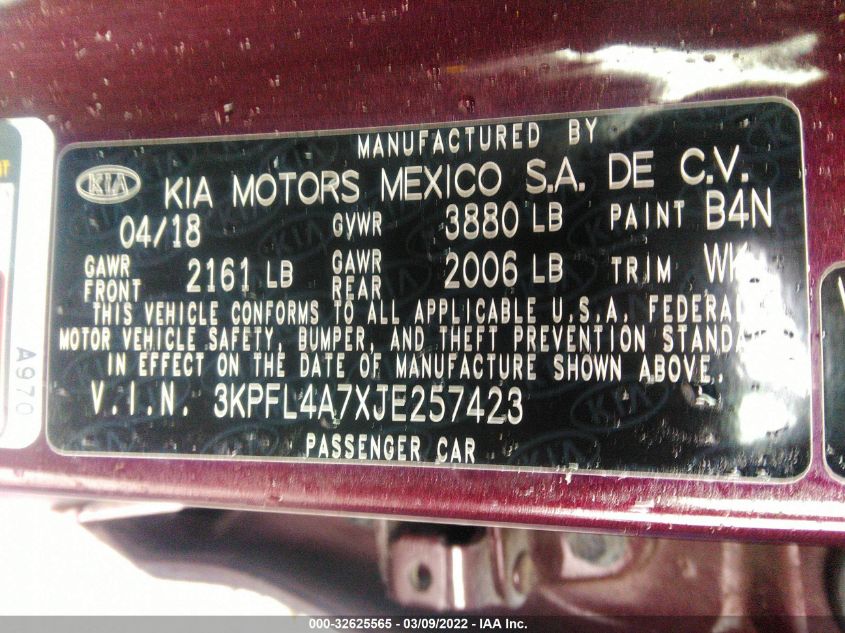 MANUFACTURED BY
KIA KIA MOTORS MEXICO S.A. DE C.V.
04/18 GVWR 3880 LB PAINT B4N
GAWR FRONT 2161 LB GAWR REAR 2006 LB TRIM WK
THIS VEHICLE CONFORMS TO ALL APPLICABLE U.S.A. FEDERAL
MOTOR VEHICLE SAFETY, BUMPER, AND THEFT PREVENTION STANDA
IN EFFECT ON THE DATE OF MANUFACTURE SHOWN ABOVE.
V.I.N. 3KPFL4A7XJE257423
PASSENGER CAR
A970
000-32625565 - 03/09/2022 - IAA Inc.